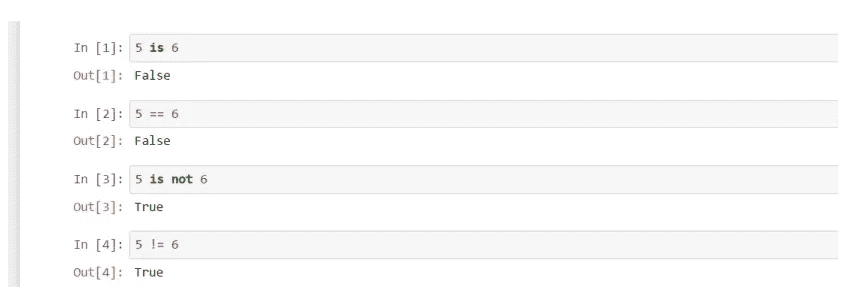 In [1]: 5 is 6
Out[1]: False
In [2]: 5 == 6
Out[2]: False
In [3]: 5 is not 6
Out[3]: True
In [4]: 5 != 6
Out[4]: True